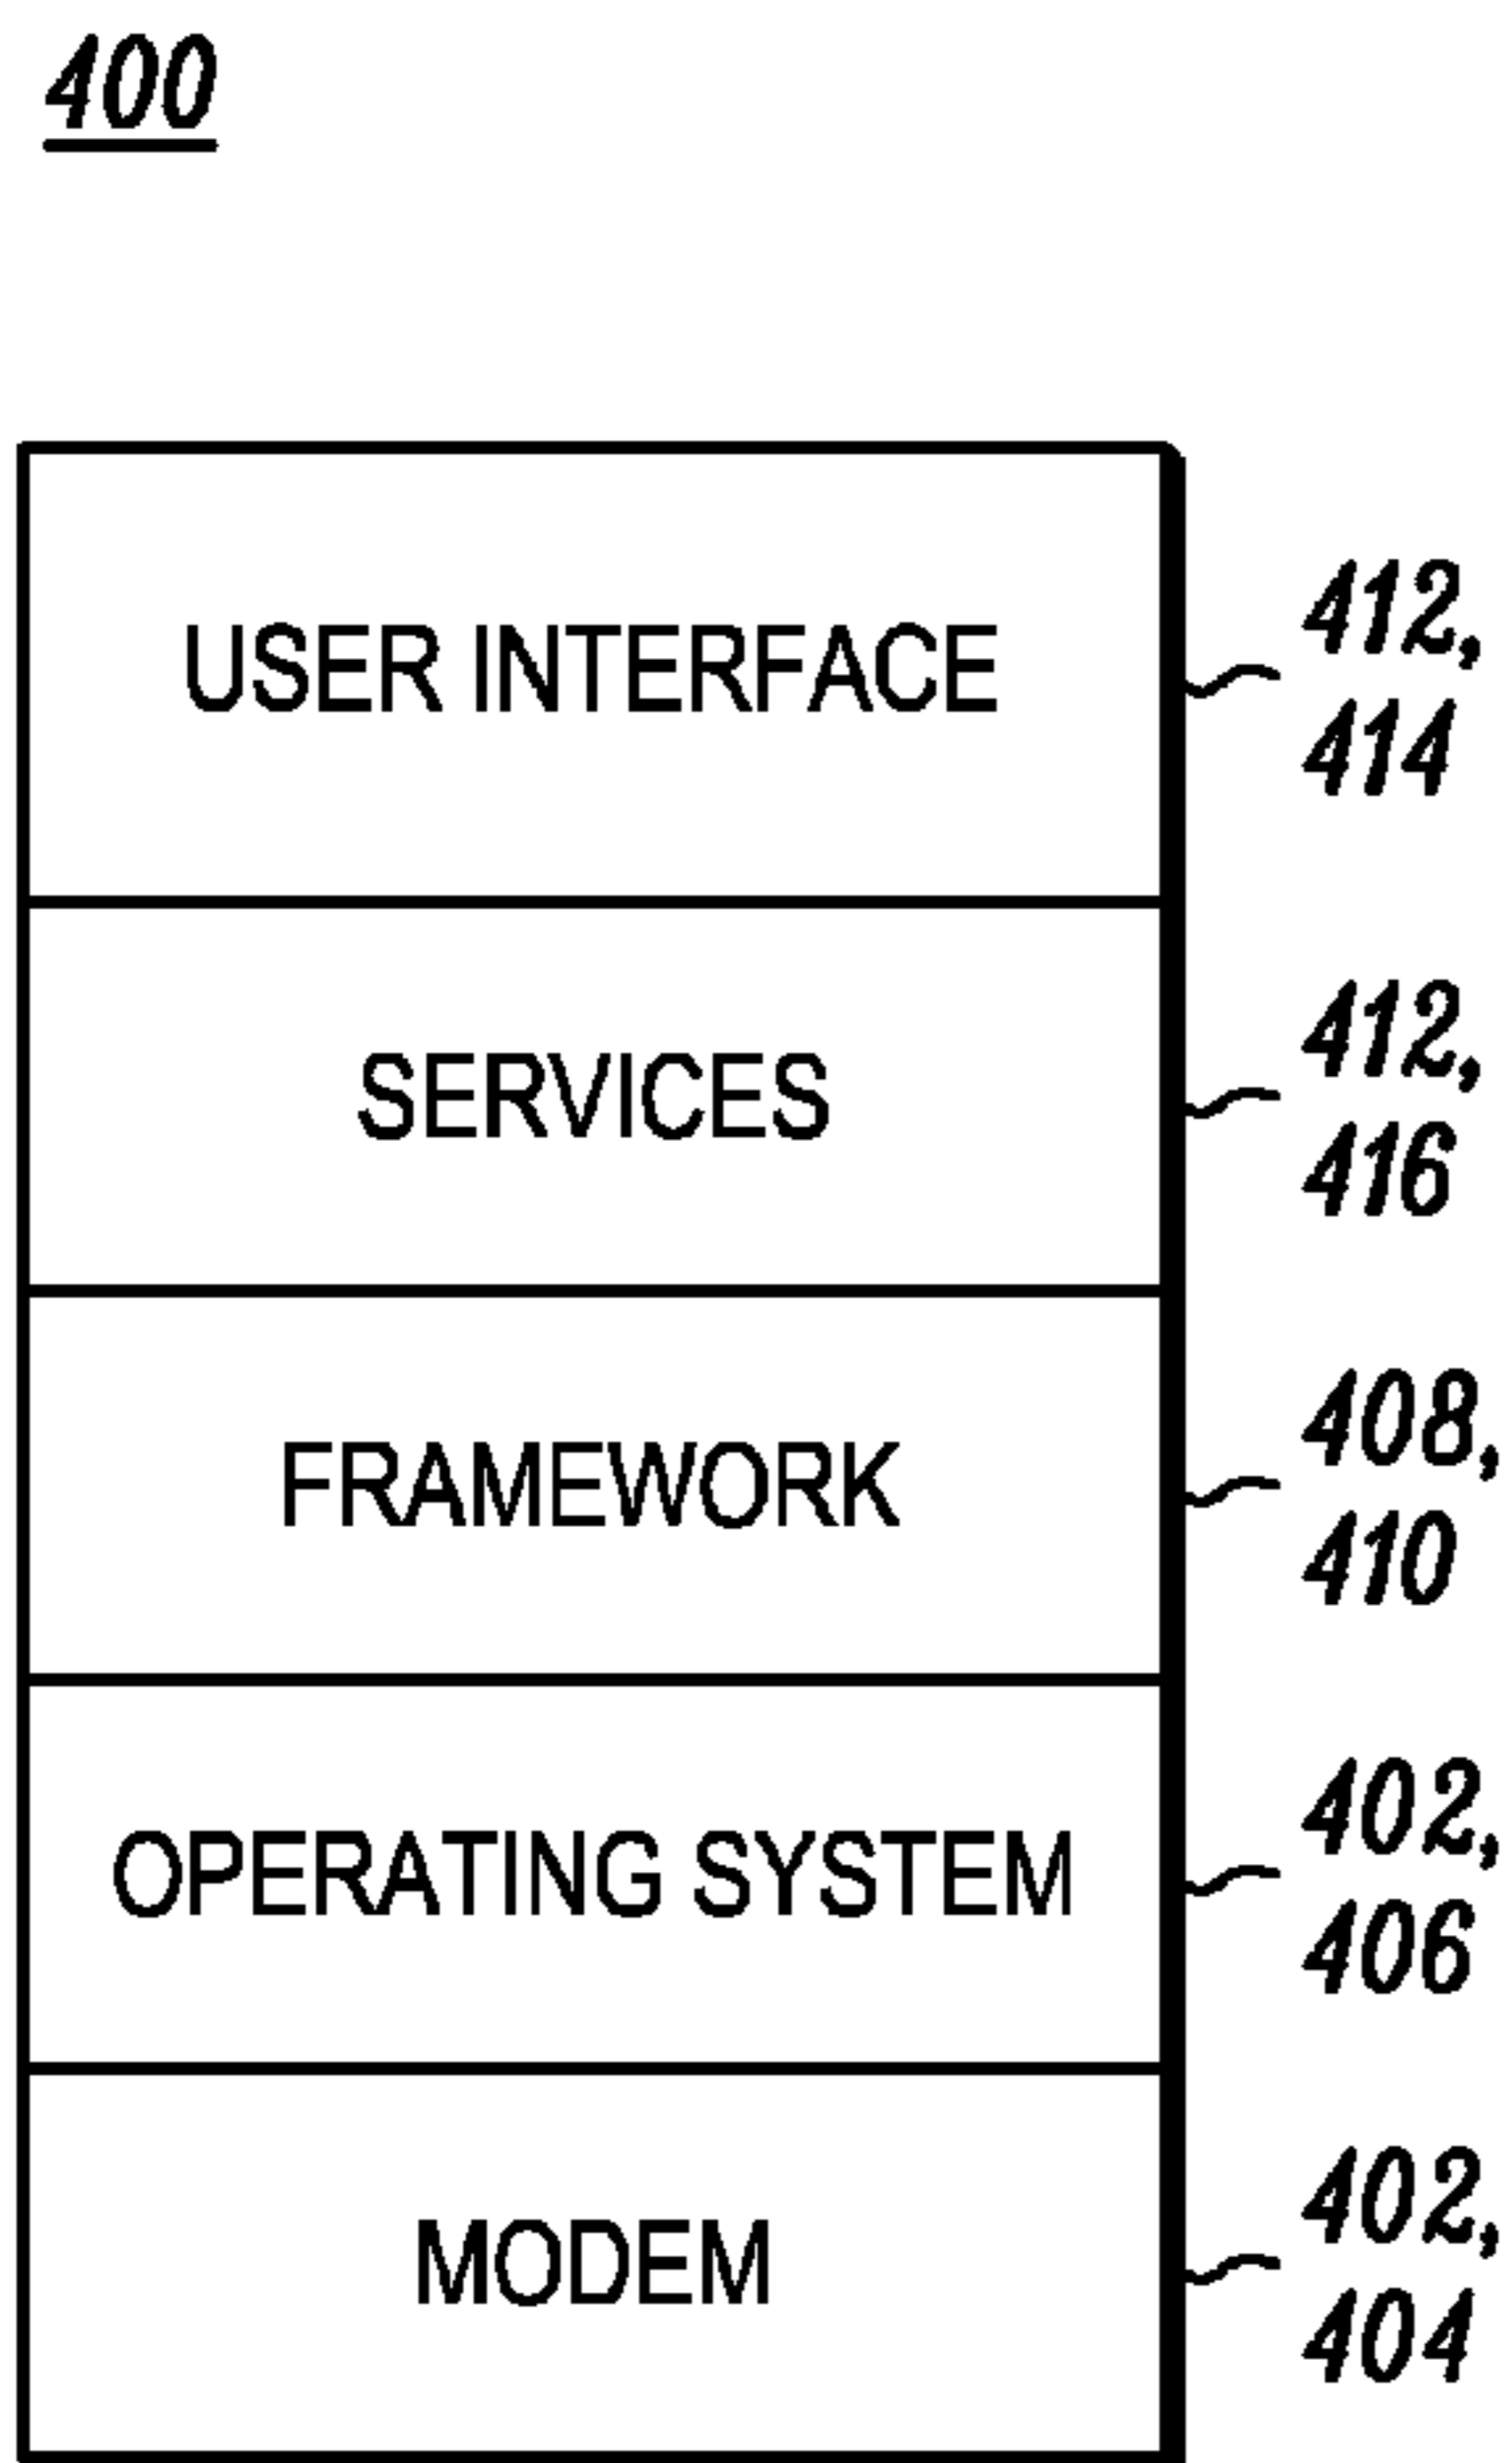 400
USER INTERFACE
412,
414
SERVICES
412,
416
FRAMEWORK
408,
410
OPERATING SYSTEM
402,
406
MODEM
402,
404